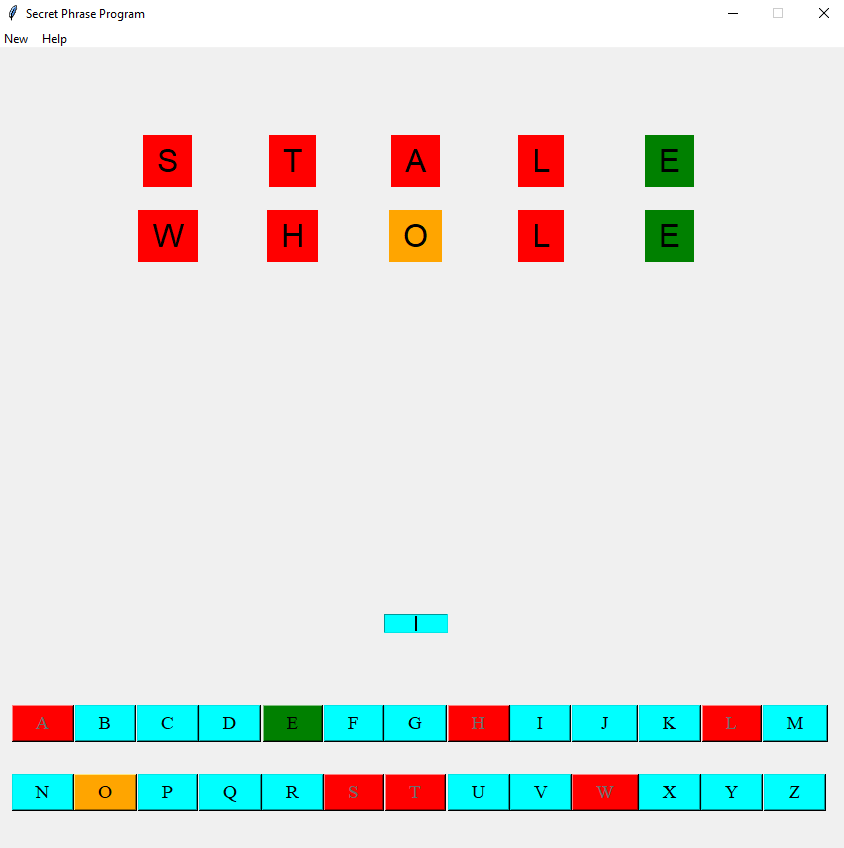 Secret Phrase Program
New Help
S T A L E
W H O L E
A B C D E F G H I J K L M
N O P Q R S T U V W X Y Z